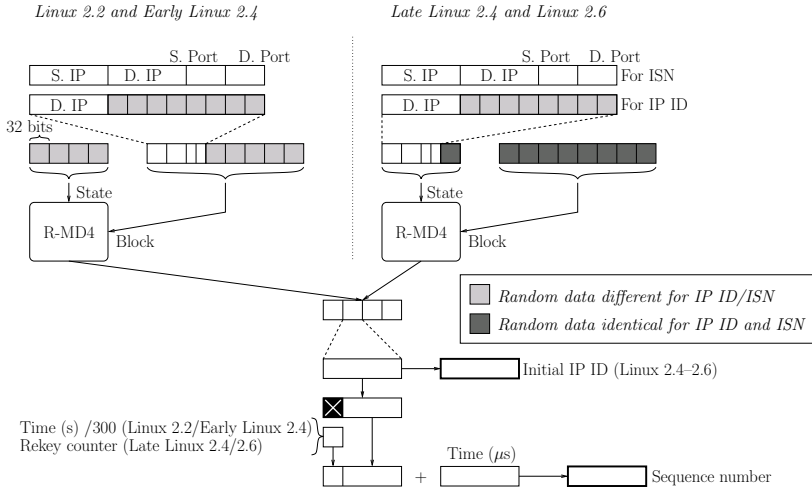 Linux 2.2 and Early Linux 2.4
Late Linux 2.4 and Linux 2.6
S. Port D. Port
S. IP D. IP
D. IP
32 bits
State
R-MD4
Block
S. Port D. Port
S. IP D. IP For ISN
D. IP For IP ID
State
R-MD4
Block
Random data different for IP ID/ISN
Random data identical for IP ID and ISN
Initial IP ID (Linux 2.4–2.6)
Time (s) /300 (Linux 2.2/Early Linux 2.4)
Rekey counter (Late Linux 2.4/2.6)
Time (μs)
+ Sequence number